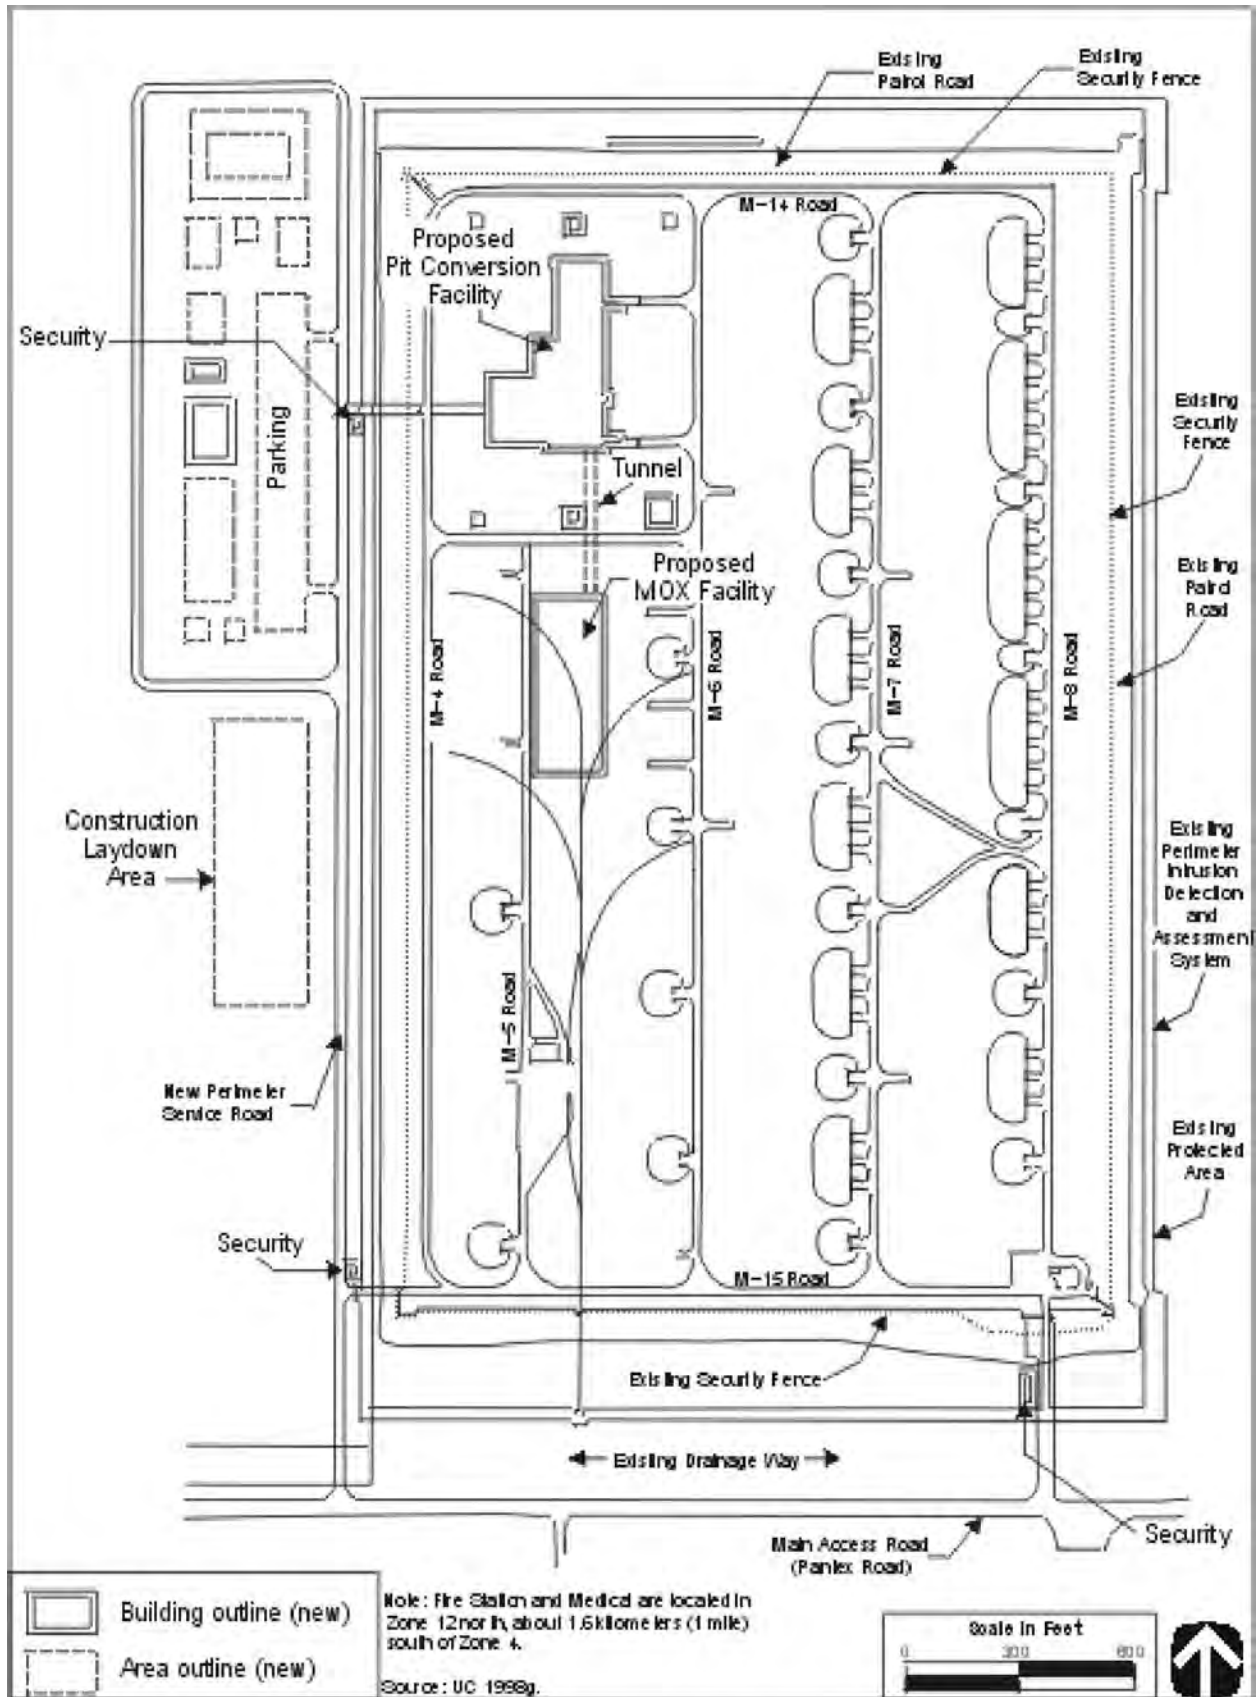 Existing
Patrol Road
Existing
Security Fence
M-14 Road
Proposed
Pit Conversion
Facility
Security
Existing
Security
Fence
Parking
Tunnel
Proposed
MOX Facility
Existing
Patrol
Road
M-4 Road
M-6 Road
M-7 Road
M-8 Road
Construction
Laydown
Area
Existing
Perimeter
Intrusion
Detection
and
Assessment
System
M-5 Road
New Perimeter
Service Road
Existing
Protected
Area
Security
M-15 Road
Existing Security Fence
Existing Drainage Way
Main Access Road
(Pantex Road)
Security
Building outline (new)
Area outline (new)
Note: Fire Station and Medical are located in
Zone 12 north, about 1.6 kilometers (1 mile)
south of Zone 4.
Source: UC 1998g.
Scale in Feet
0 300 600